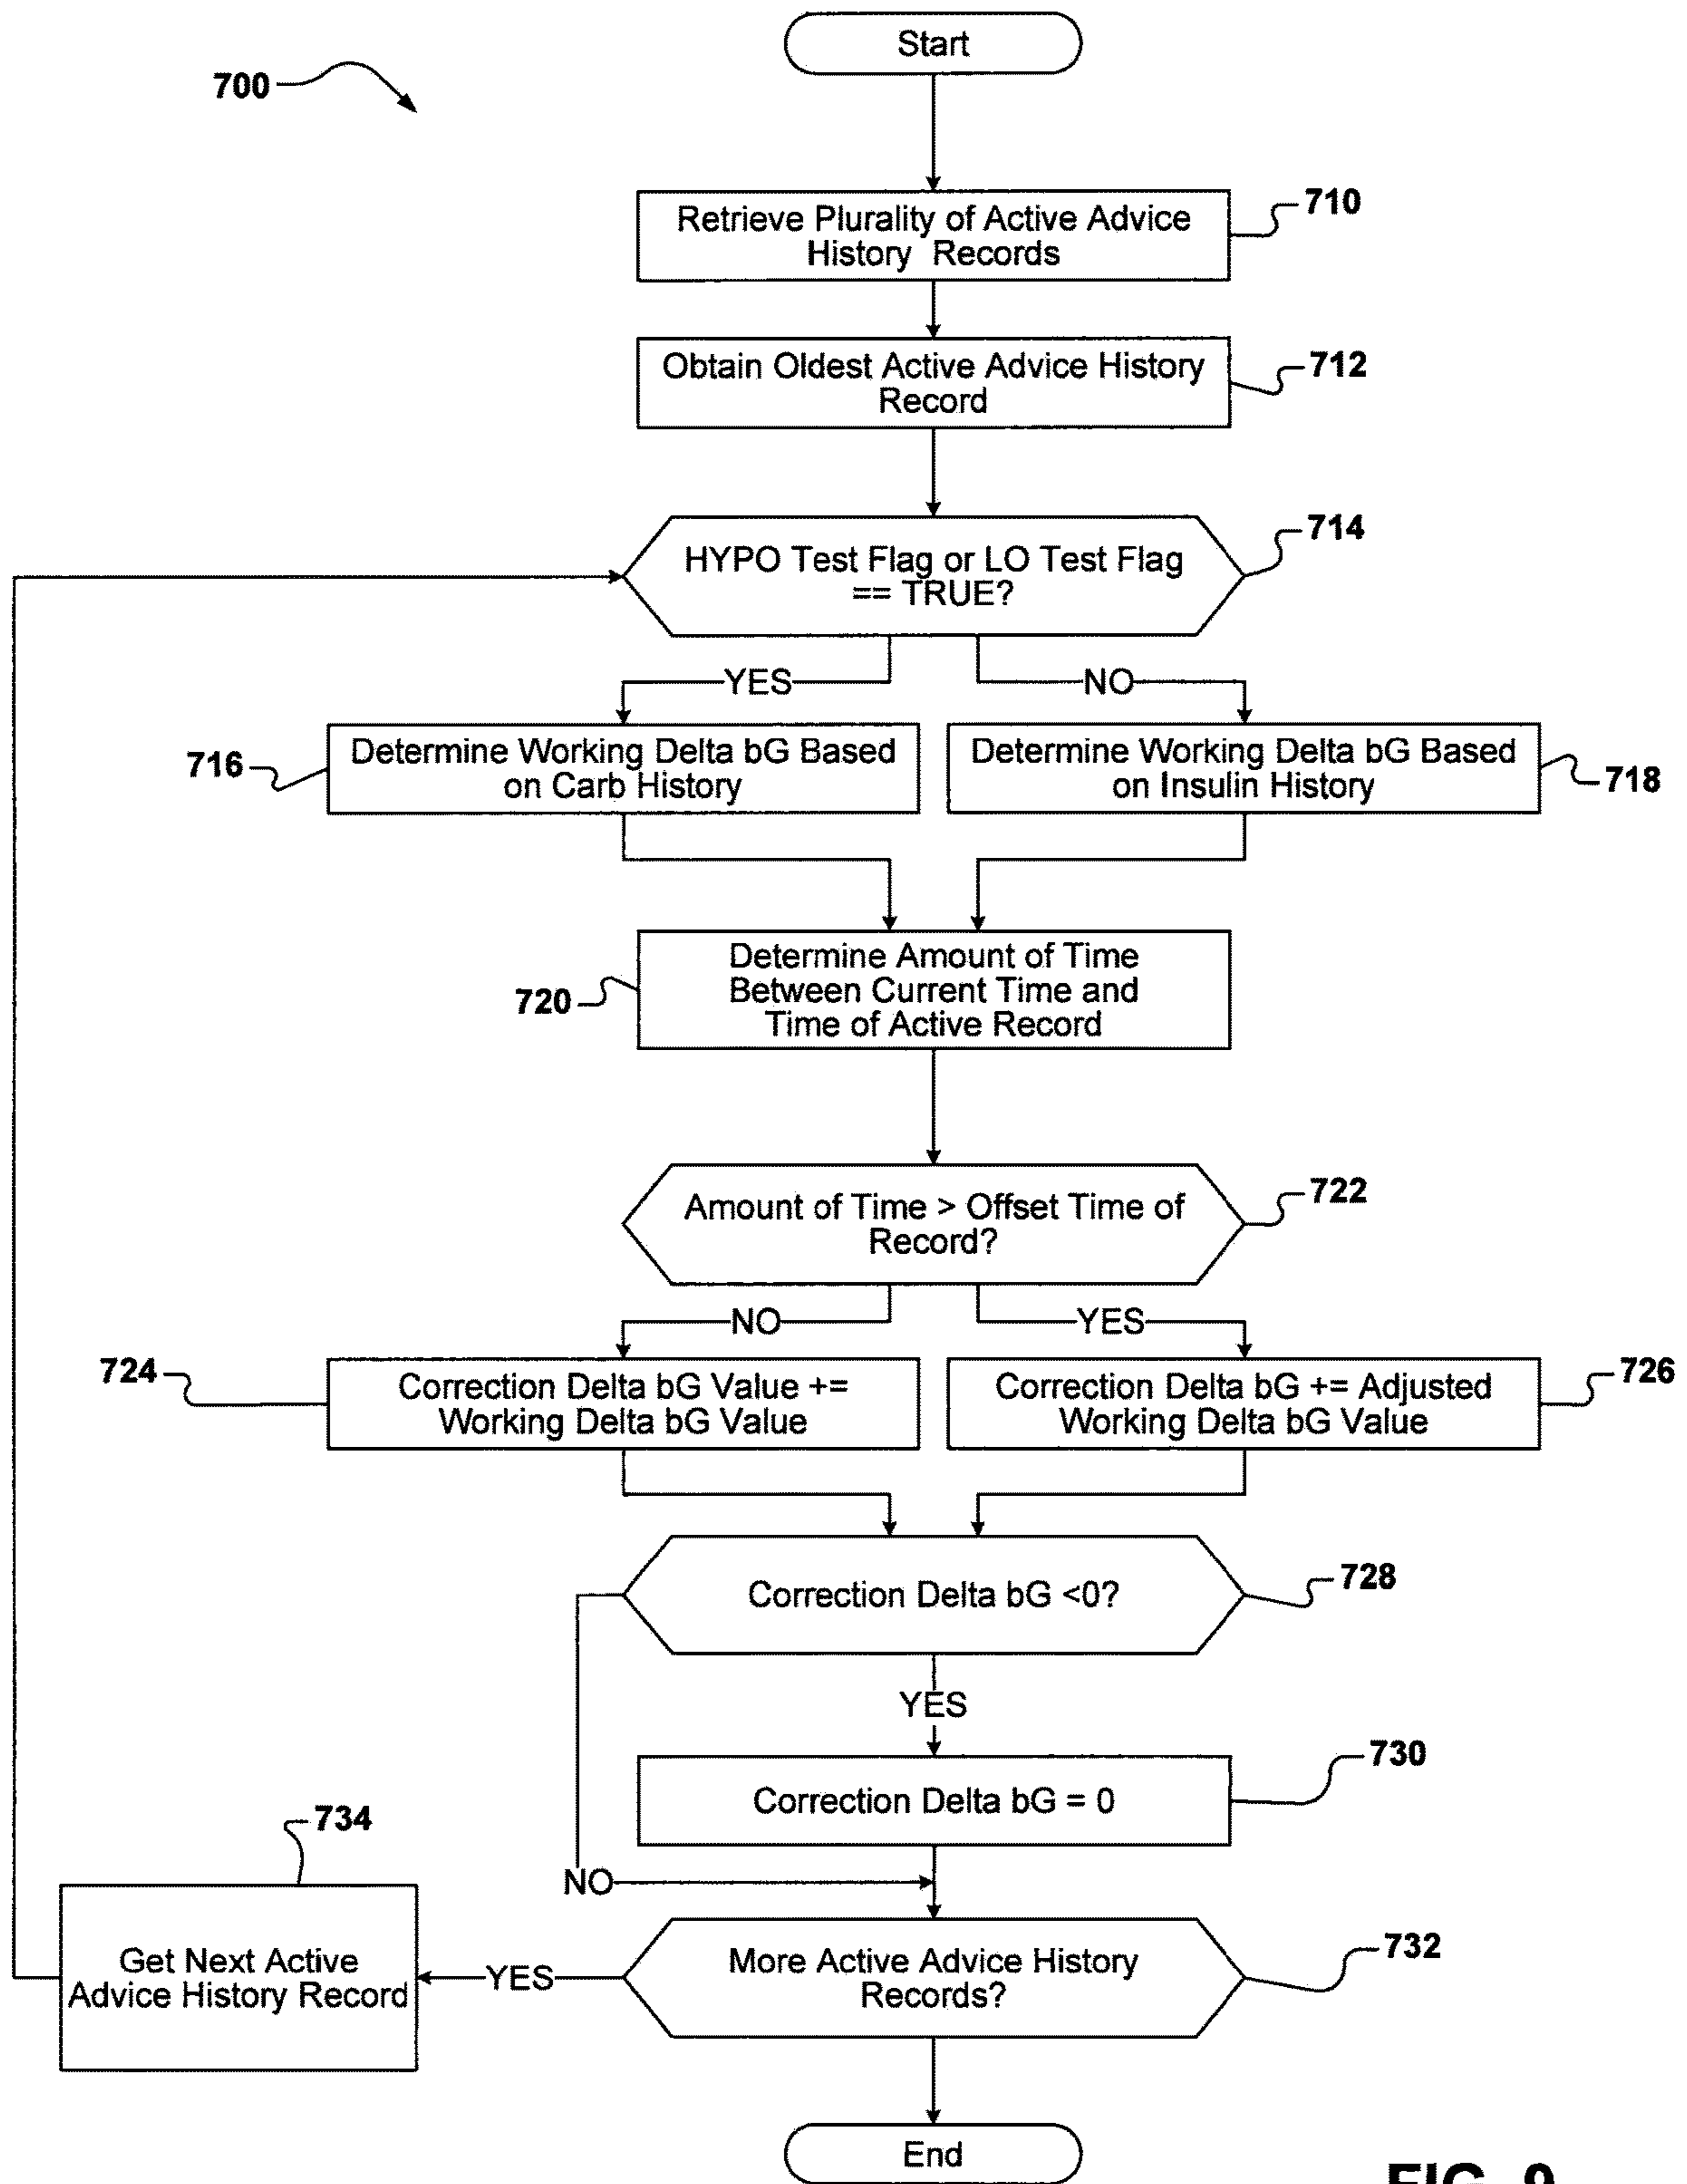 Start
700
Retrieve Plurality of Active Advice
History Records
710
Obtain Oldest Active Advice History
Record
712
HYPO Test Flag or LO Test Flag
== TRUE?
714
YES
NO
716
Determine Working Delta bG Based
on Carb History
Determine Working Delta bG Based
on Insulin History
718
Determine Amount of Time
Between Current Time and
Time of Active Record
720
Amount of Time > Offset Time of
Record?
722
NO
YES
724
Correction Delta bG Value +=
Working Delta bG Value
Correction Delta bG += Adjusted
Working Delta bG Value
726
Correction Delta bG <0?
728
YES
Correction Delta bG = 0
730
NO
734
Get Next Active
Advice History Record
YES
More Active Advice History
Records?
732
End
FIG. 9